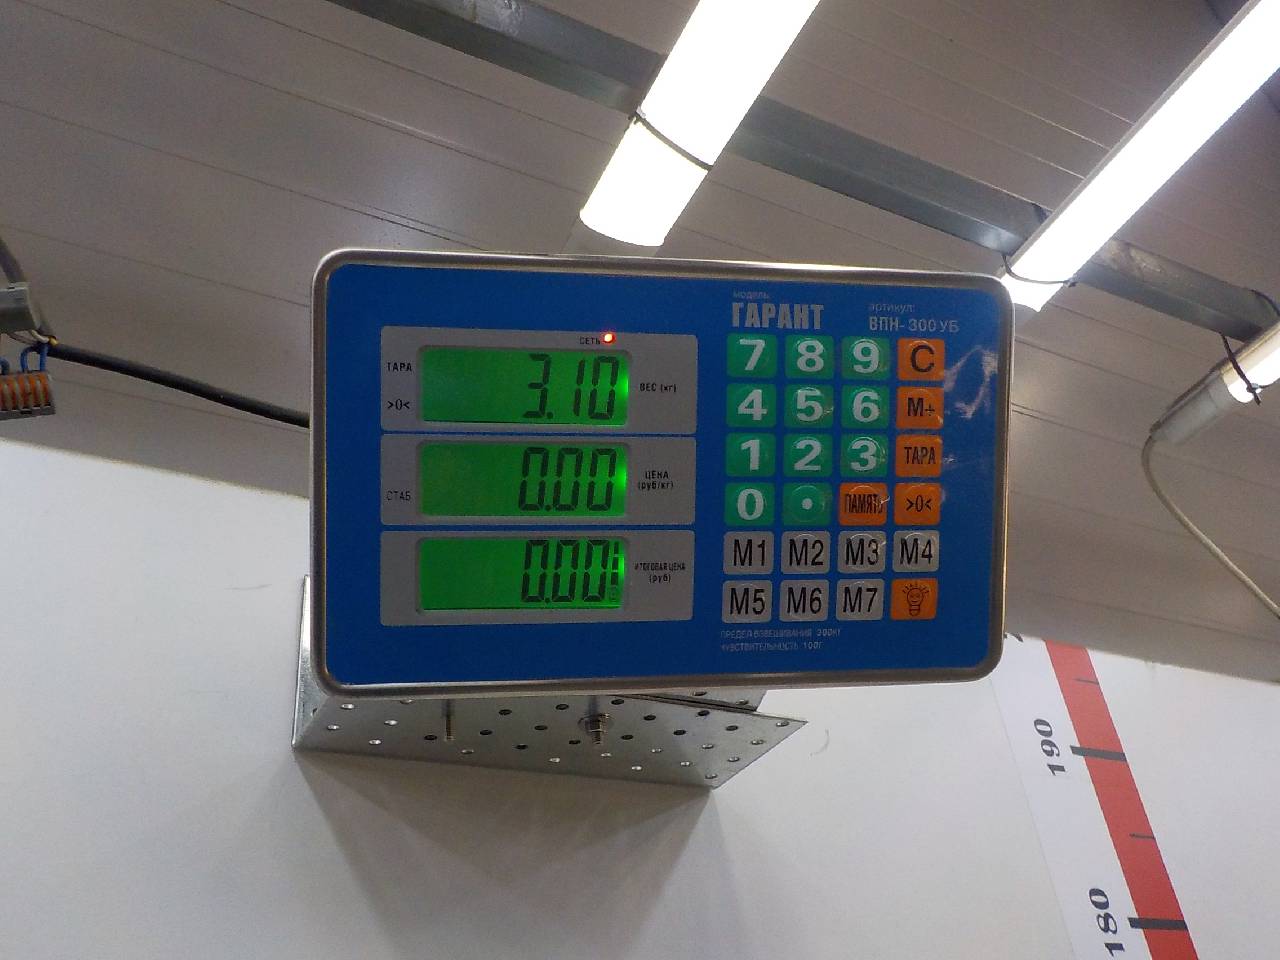 модель:
ГАРАНТ
артикул:
ВПН-300 УБ
СЕТЬ
ТАРА
>0<
3.10
ВЕС (кг)
СТАБ
0.00
ЦЕНА
(руб/кг)
0.00
ИТОГОВАЯ ЦЕНА
(руб)
7 8 9 C
4 5 6 M+
1 2 3 ТАРА
0 . ПАМЯТЬ >0<
M1 M2 M3 M4
M5 M6 M7
ПРЕДЕЛ ВЗВЕШИВАНИЯ 300КГ
ЧУВСТВИТЕЛЬНОСТЬ 100Г
190
180